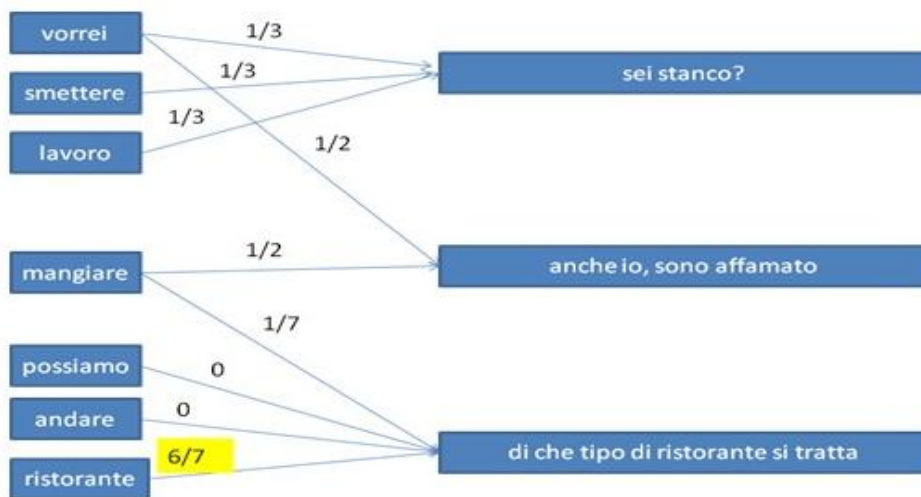 vorrei
1/3
sei stanco?
smettere
1/3
lavoro
1/3
1/2
mangiare
1/2
anche io, sono affamato
1/7
possiamo
0
andare
0
ristorante
6/7
di che tipo di ristorante si tratta